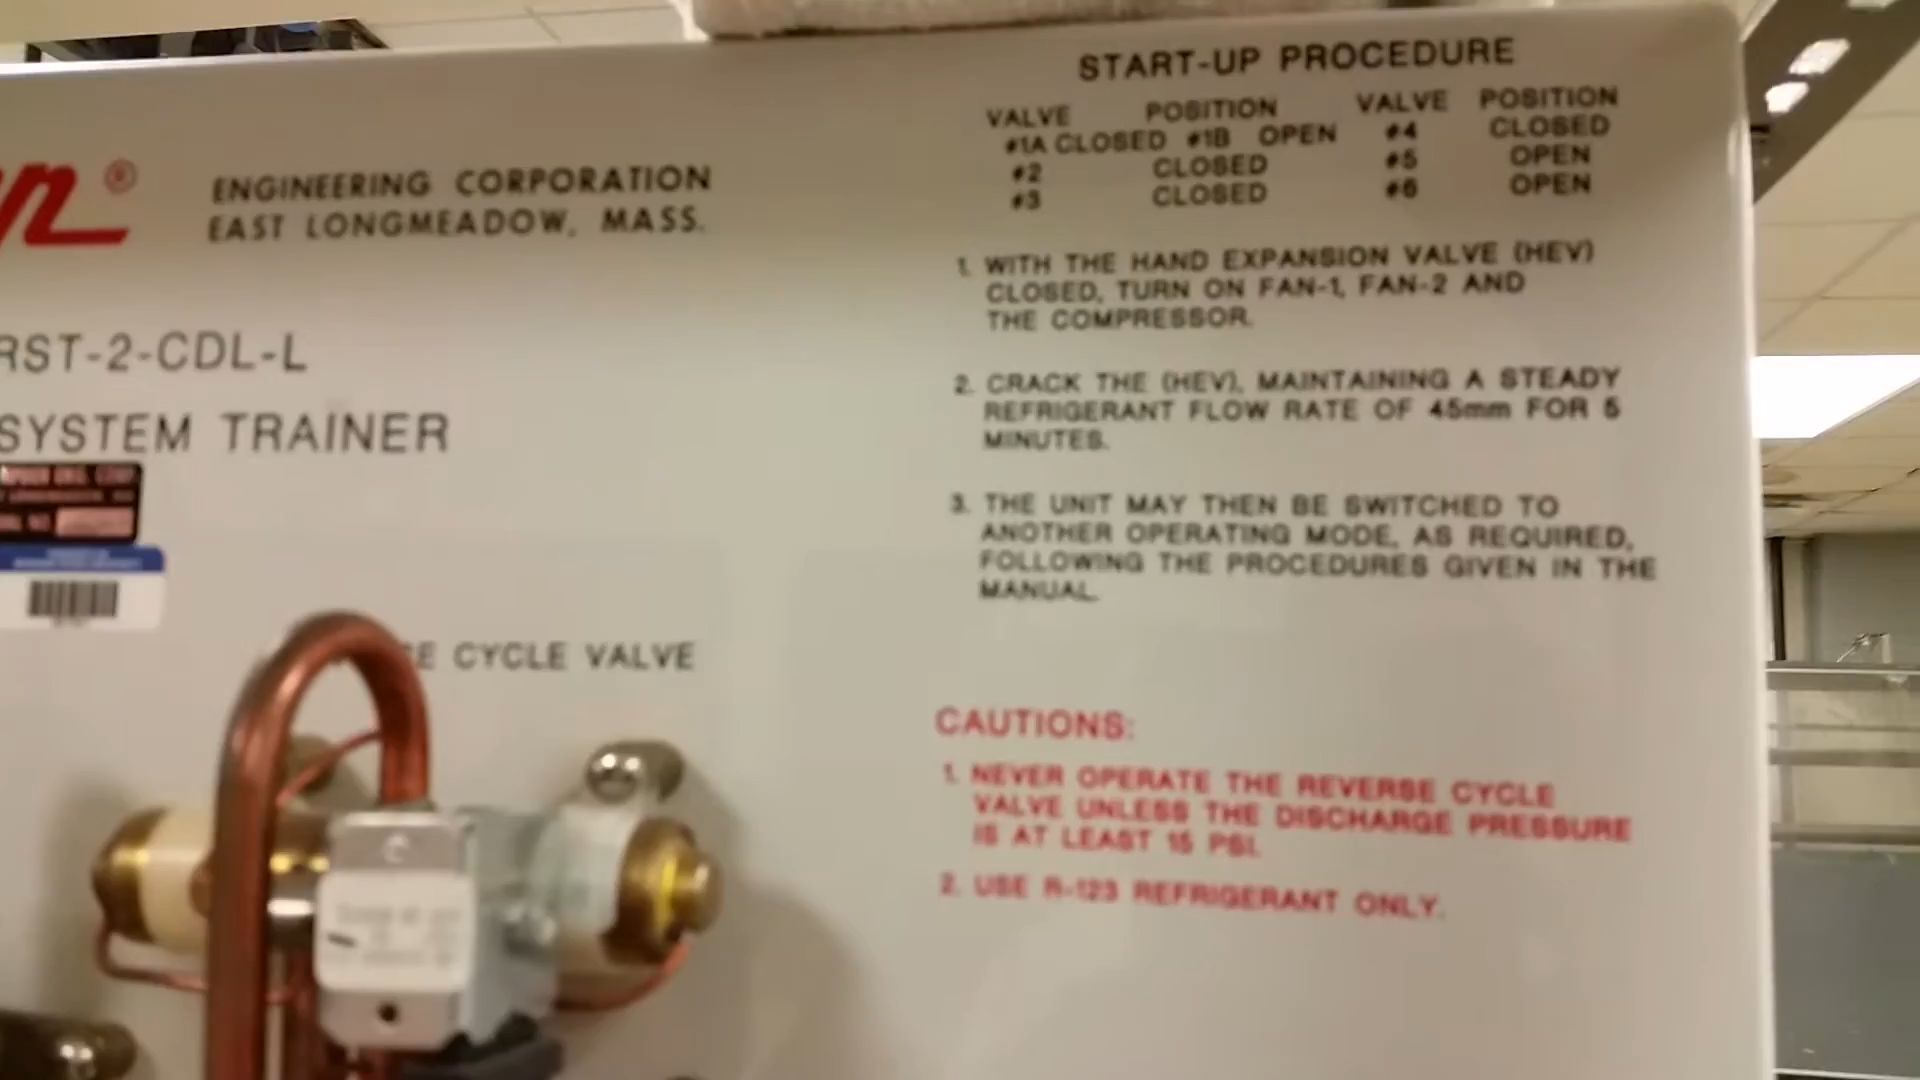 ENGINEERING CORPORATION
EAST LONGMEADOW, MASS.
RST-2-CDL-L
SYSTEM TRAINER
CYCLE VALVE
START-UP PROCEDURE
VALVE POSITION VALVE POSITION
#1A CLOSED #1B OPEN #4 CLOSED
#2 CLOSED #5 OPEN
#3 CLOSED #6 OPEN
1. WITH THE HAND EXPANSION VALVE (HEV)
CLOSED, TURN ON FAN-1, FAN-2 AND
THE COMPRESSOR.
2. CRACK THE (HEV), MAINTAINING A STEADY
REFRIGERANT FLOW RATE OF 45mm FOR 5
MINUTES.
3. THE UNIT MAY THEN BE SWITCHED TO
ANOTHER OPERATING MODE, AS REQUIRED,
FOLLOWING THE PROCEDURES GIVEN IN THE
MANUAL.
CAUTIONS:
1. NEVER OPERATE THE REVERSE CYCLE
VALVE UNLESS THE DISCHARGE PRESSURE
IS AT LEAST 15 PSI.
2. USE R-123 REFRIGERANT ONLY.